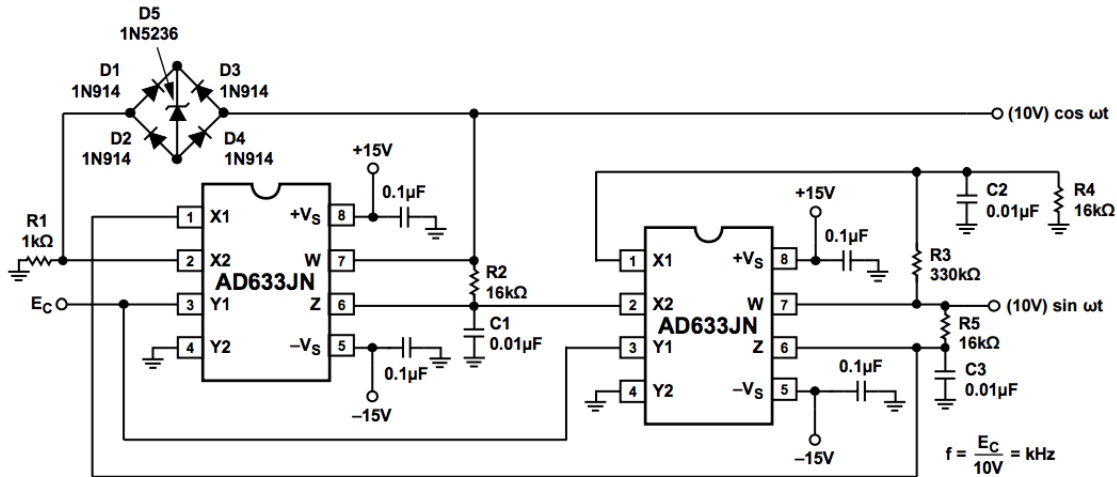 D5
1N5236
D1
1N914
D3
1N914
D2
1N914
D4
1N914
(10V) cos ωt
+15V
0.1µF
R1
1kΩ
1
X1
+VS
8
2
X2
W
7
AD633JN
EC
3
Y1
Z
6
4
Y2
–VS
5
R2
16kΩ
C1
0.01µF
0.1µF
–15V
+15V
0.1µF
C2
0.01µF
R4
16kΩ
R3
330kΩ
1
X1
+VS
8
2
X2
W
7
AD633JN
3
Y1
Z
6
4
Y2
–VS
5
(10V) sin ωt
R5
16kΩ
C3
0.01µF
0.1µF
–15V
f = EC/10V = kHz